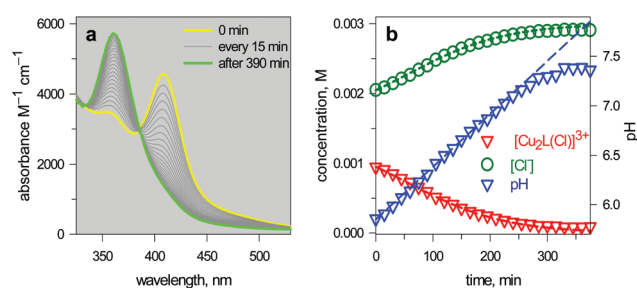 a
0 min
every 15 min
after 390 min
6000
4000
2000
0
absorbance M⁻¹ cm⁻¹
350
400
450
500
wavelength, nm
b
0.003
0.002
0.001
0.000
concentration, M
[Cu₂L(Cl)]³⁺
[Cl⁻]
pH
7.5
7.0
6.5
6.0
pH
0
100
200
300
time, min